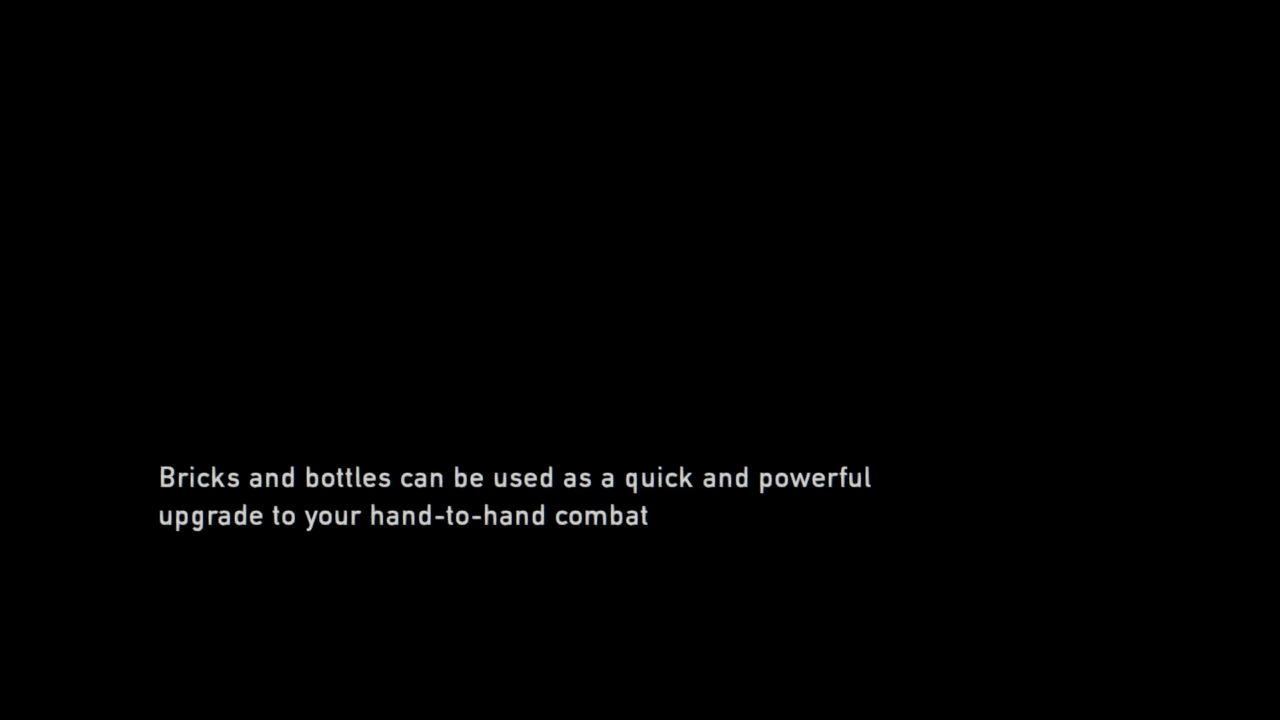 Bricks and bottles can be used as a quick and powerful
upgrade to your hand-to-hand combat